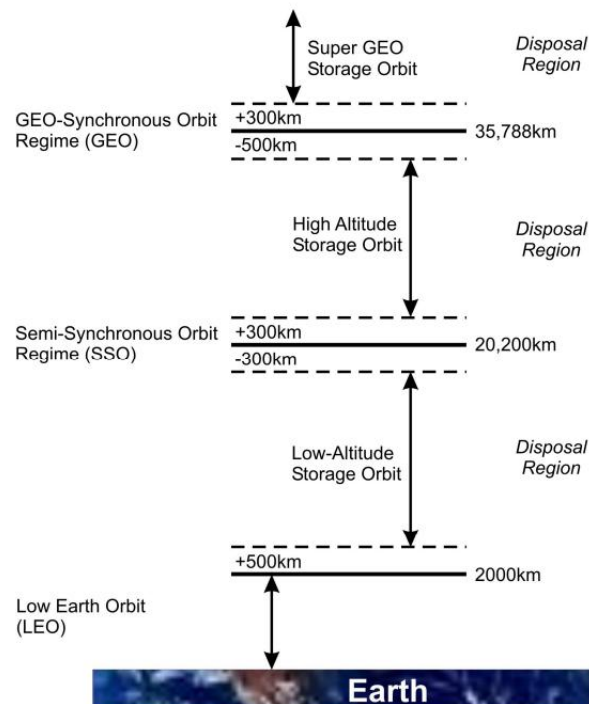 Super GEO
Storage Orbit
Disposal
Region
GEO-Synchronous Orbit
Regime (GEO)
+300km
35,788km
-500km
High Altitude
Storage Orbit
Disposal
Region
Semi-Synchronous Orbit
Regime (SSO)
+300km
20,200km
-300km
Low-Altitude
Storage Orbit
Disposal
Region
+500km
2000km
Low Earth Orbit
(LEO)
Earth